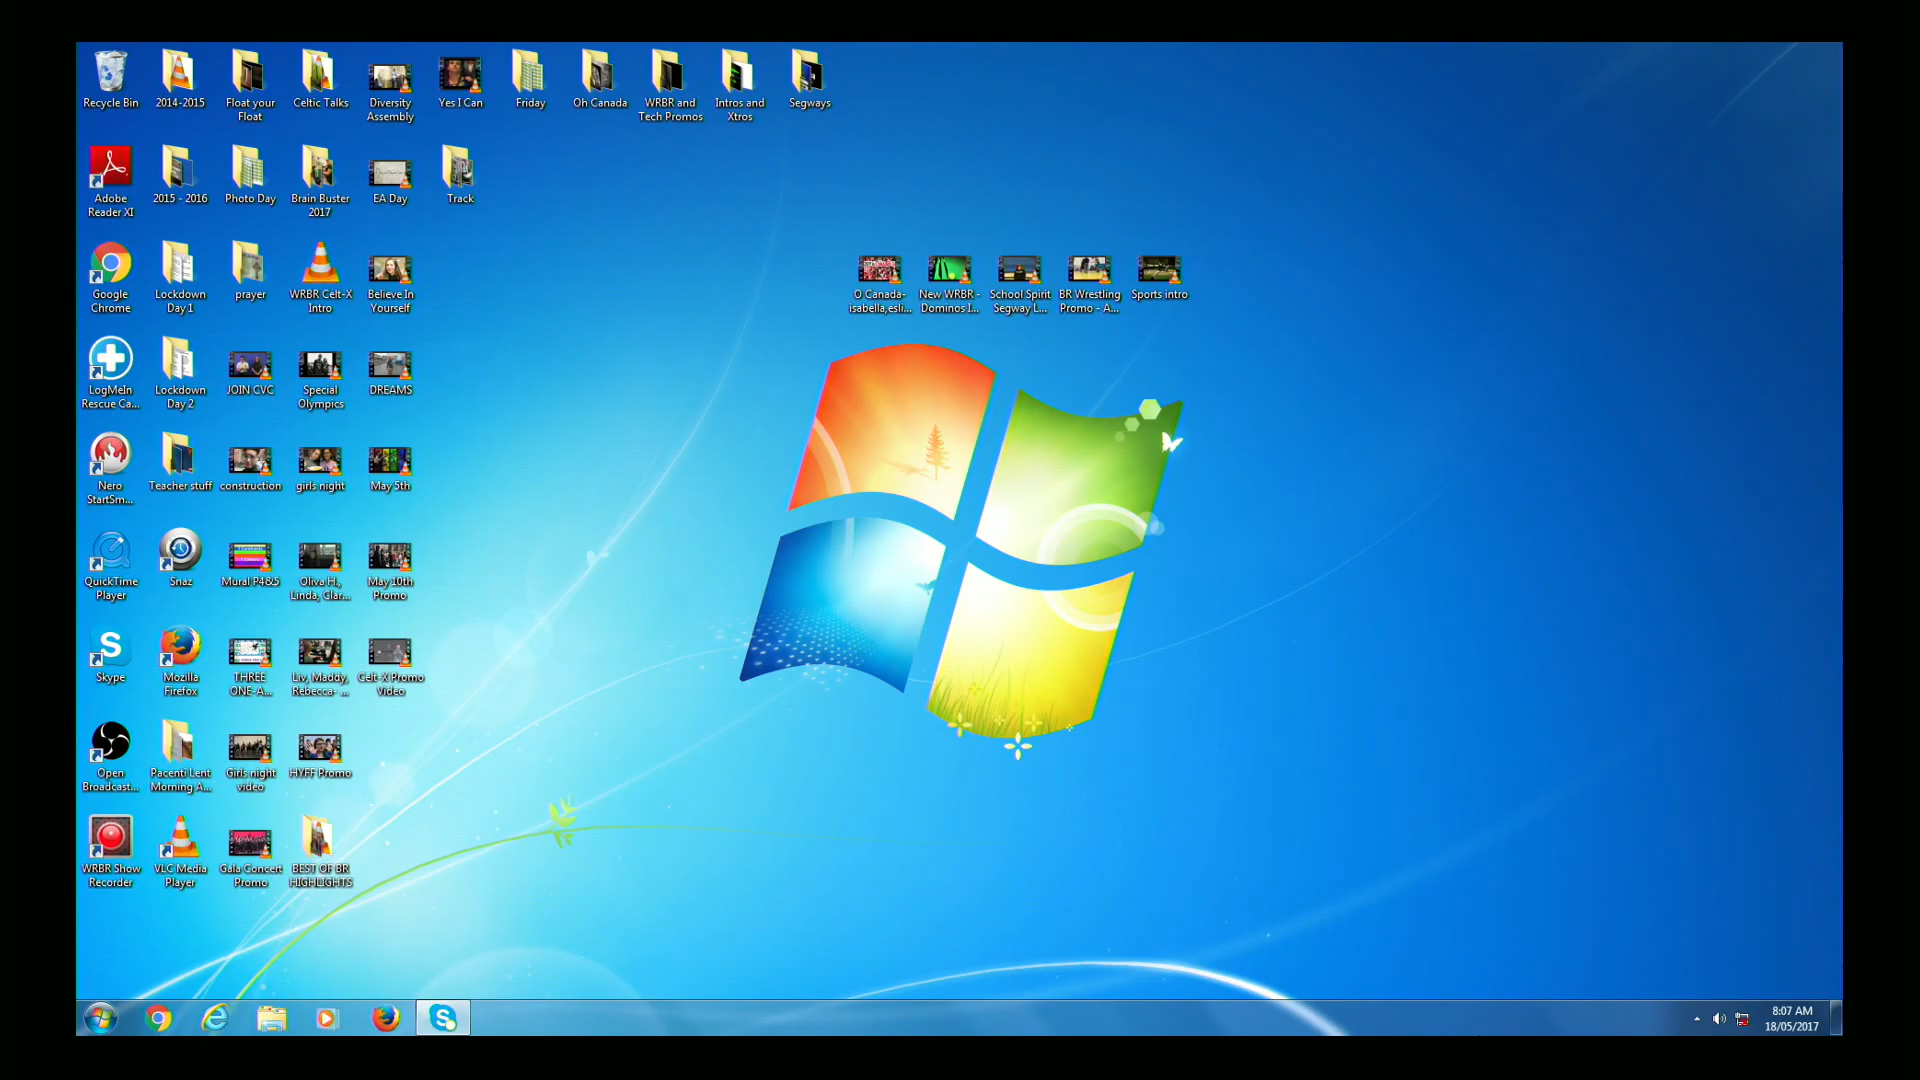 Recycle Bin
2014-2015
Float your
Float
Celtic Talks
Diversity
Assembly
Yes I Can
Friday
Oh Canada
WRBR and
Tech Promos
Intros and
Xtros
Segways
Adobe
Reader XI
2015 - 2016
Photo Day
Brain Buster
2017
EA Day
Track
Google
Chrome
Lockdown
Day 1
prayer
WRBR Celt-X
Intro
Believe In
Yourself
O Canada-
isabella,esli...
New WRBR -
Dominos I...
School Spirit
Segway L...
BR Wrestling
Promo - A...
Sports intro
LogMeIn
Rescue Ca...
Lockdown
Day 2
JOIN CVC
Special
Olympics
DREAMS
Nero
StartSm...
Teacher stuff
construction
girls night
May 5th
QuickTime
Player
Snaz
Mural P4&5
Oliva H.,
Linda, Clar...
May 10th
Promo
Skype
Mozilla
Firefox
THREE
ONE-A...
Liv, Maddy,
Rebecca- ...
Celt-X Promo
Video
Open
Broadcast...
Pacenti Lent
Morning A...
Girls night
video
HYFF Promo
WRBR Show
Recorder
VLC Media
Player
Gala Concert
Promo
BEST OF BR
HIGHLIGHTS
8:07 AM
18/05/2017